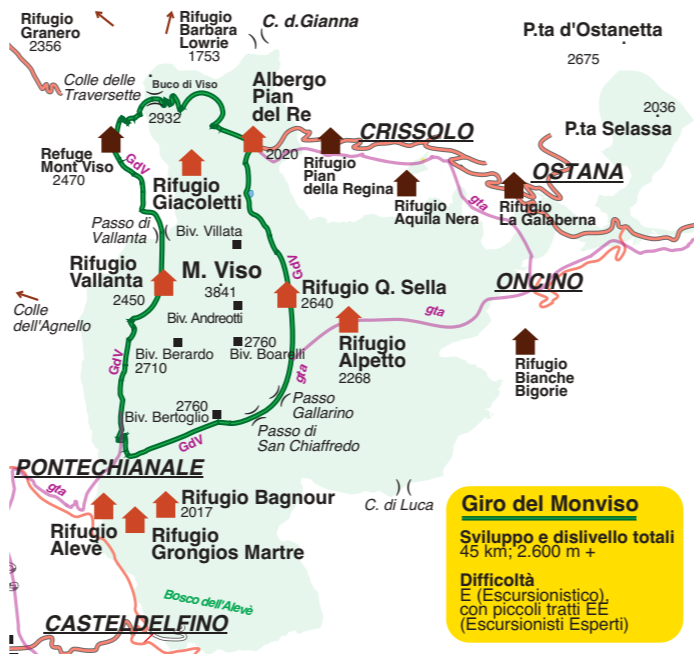 Rifugio
Granero
2356
Rifugio
Barbara
Lowrie
1753
C. d.Gianna
P.ta d'Ostanetta
2675
Colle delle
Traversette
Buco di Viso
2932
Albergo
Pian
del Re
2020
2036
P.ta Selassa
CRISSOLO
OSTANA
Refuge
Mont Viso
2470
GdV
Rifugio
Giacoletti
Rifugio
Pian
della Regina
Rifugio
Aquila Nera
gta
Rifugio
La Galaberna
Passo di
Vallanta
Biv. Villata
Rifugio
Vallanta
2450
M. Viso
3841
GdV
Rifugio Q. Sella
2640
ONCINO
Colle
dell'Agnello
Biv. Andreotti
gta
Rifugio
Alpetto
2268
Biv. Berardo
2710
2760
Biv. Boarelli
GdV
gta
Rifugio
Bianche
Bigorie
Passo
Gallarino
2760
Biv. Bertoglio
GdV
Passo di
San Chiaffredo
PONTECHIANALE
gta
C. di Luca
Rifugio Bagnour
2017
Rifugio
Alevè
Rifugio
Grongios Martre
Bosco dell'Alevè
CASTELDELFINO
Giro del Monviso
Sviluppo e dislivello totali
45 km; 2.600 m +
Difficoltà
E (Escursionistico),
con piccoli tratti EE
(Escursionisti Esperti)